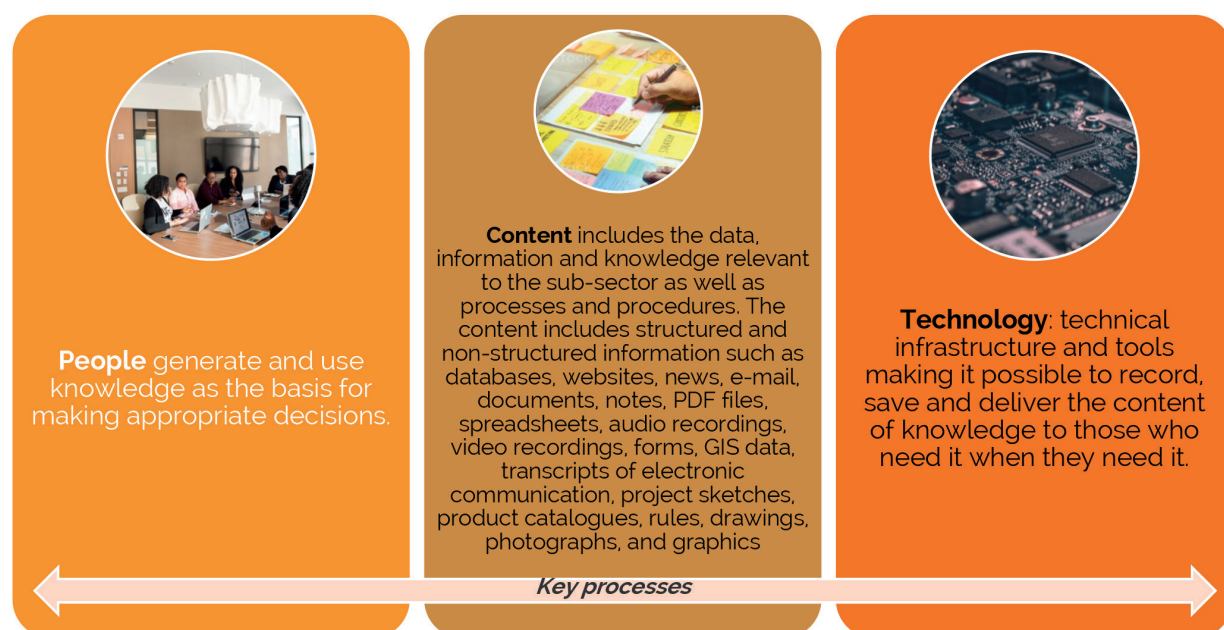 People generate and use
knowledge as the basis for
making appropriate decisions.
Content includes the data,
information and knowledge relevant
to the sub-sector as well as
processes and procedures. The
content includes structured and
non-structured information such as
databases, websites, news, e-mail,
documents, notes, PDF files,
spreadsheets, audio recordings,
video recordings, forms, GIS data,
transcripts of electronic
communication, project sketches,
product catalogues, rules, drawings,
photographs, and graphics
Technology: technical
infrastructure and tools
making it possible to record,
save and deliver the content
of knowledge to those who
need it when they need it.
Key processes